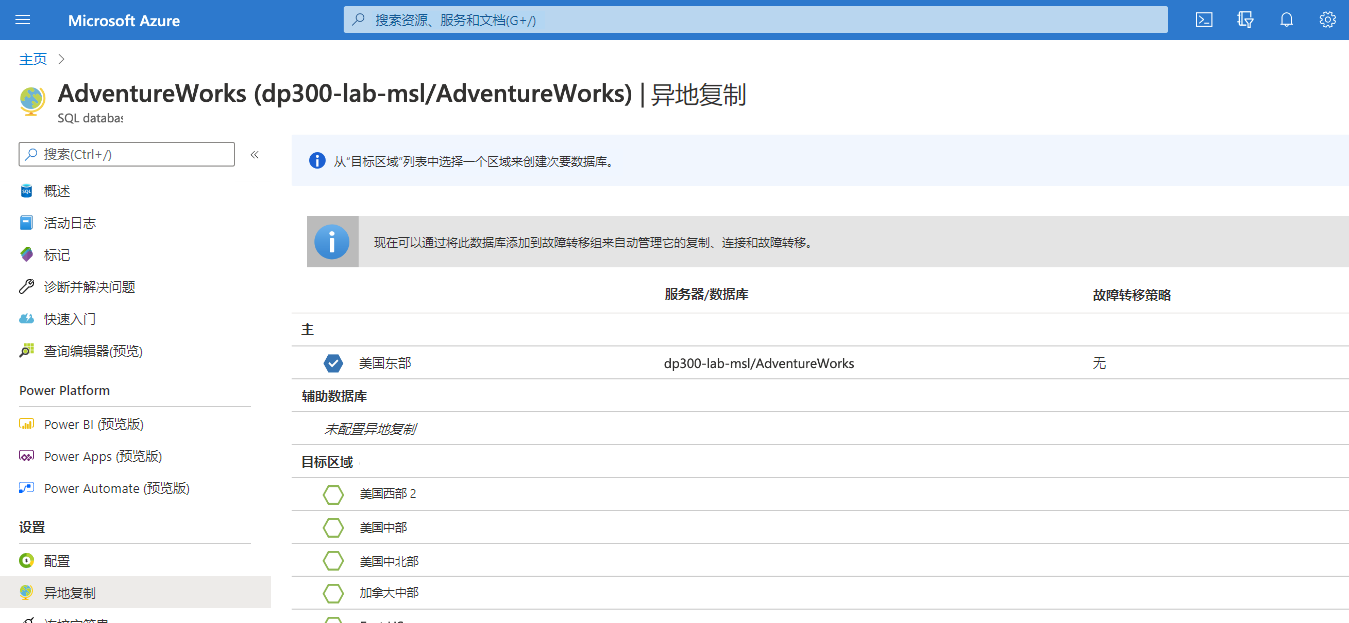 Microsoft Azure
搜索资源、服务和文档(G+/)
主页
AdventureWorks (dp300-lab-msl/AdventureWorks) | 异地复制
SQL databas
搜索(Ctrl+/)
«
概述
活动日志
标记
诊断并解决问题
快速入门
查询编辑器(预览)
Power Platform
Power BI (预览版)
Power Apps (预览版)
Power Automate (预览版)
设置
配置
异地复制
从"目标区域"列表中选择一个区域来创建次要数据库。
现在可以通过将此数据库添加到故障转移组来自动管理它的复制、连接和故障转移。
服务器/数据库 故障转移策略
主
美国东部 dp300-lab-msl/AdventureWorks 无
辅助数据库
未配置异地复制
目标区域
美国西部 2
美国中部
美国中北部
加拿大中部